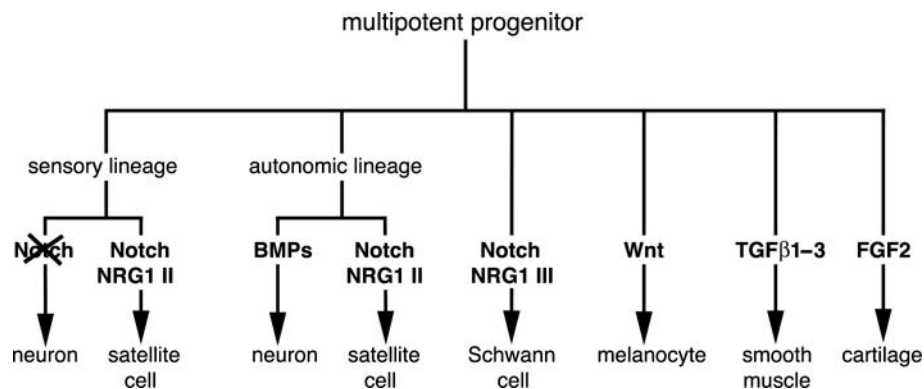 multipotent progenitor
sensory lineage
autonomic lineage
Notch
Notch
NRG1 II
BMPs
Notch
NRG1 II
Notch
NRG1 III
Wnt
TGFβ1–3
FGF2
neuron
satellite
cell
neuron
satellite
cell
Schwann
cell
melanocyte
smooth
muscle
cartilage